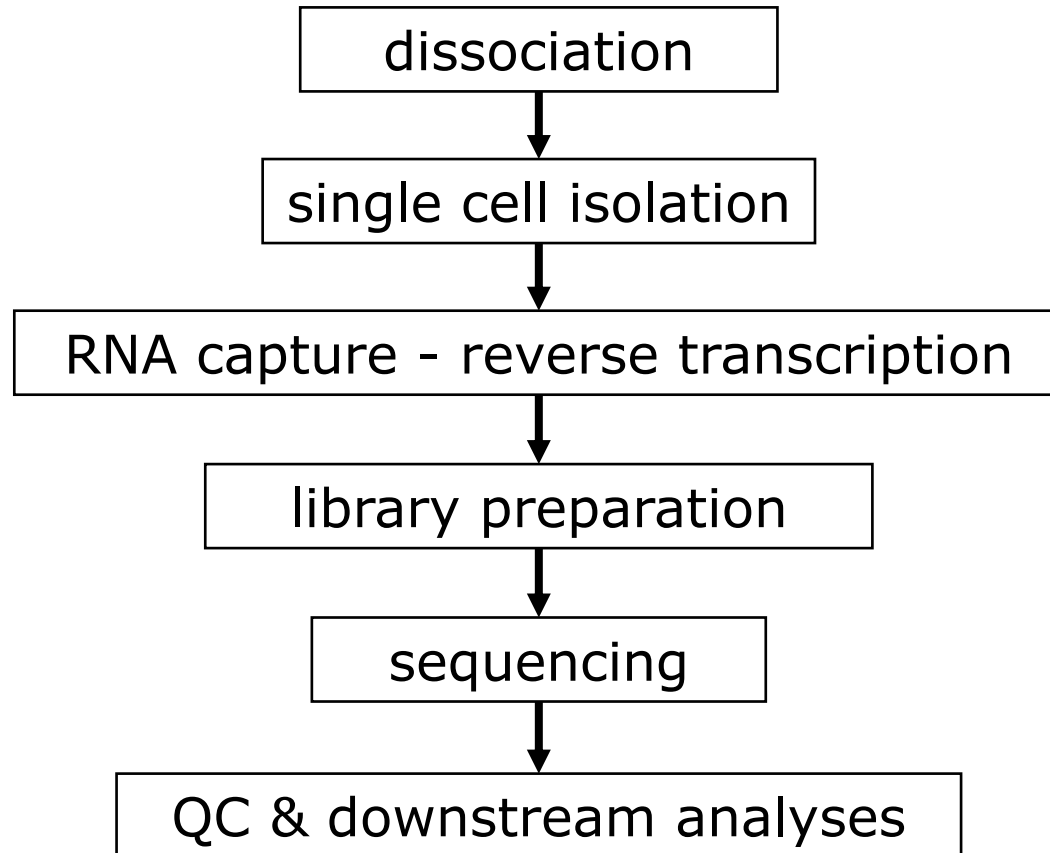 dissociation
single cell isolation
RNA capture - reverse transcription
library preparation
sequencing
QC & downstream analyses